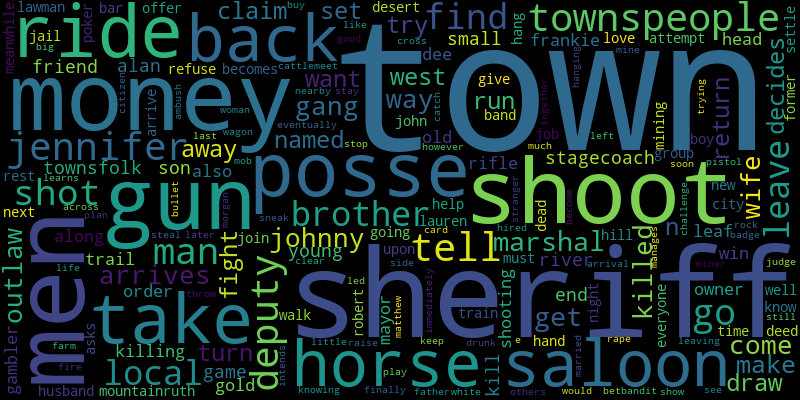 lawman bar offer claim set desert try find hang townspeople settle
meanwhile ride poker back like big small frankie love attempt head buy
jail friend alan dee cross good former
refuse becomes want west give mine hanging
money town
citizen arrive ambush cattlemeet nearby stay way run trying return decides
gang catch band together mining
woman john job leave
jennifer away named old left boy
last wagon eventually stop however much group soon pistol
townsfolk son posse rifle stagecoach wife
rest learns also mob shoot new
shot gun bullet help dead city
next across brother lauren stranger become leaf challenge rock
plan steal later morgan sneak card hired n badge
men along man johnny going tell marshal killed win
outlaw trail fight join young upon must river hill manages miner judge
arrives clear side arrival
life order deputy sheriff immediately shooting end owner well
take mayor led train night everyone go time know deed
asks throw walk robert matthew get still
killing turn little raise keep drunk e hand rape leaving come
gambler farm fire local game horse saloon make
husband gold intends kill married
mountainruth knowing finally play fatherwhite others would bet bandit show see draw